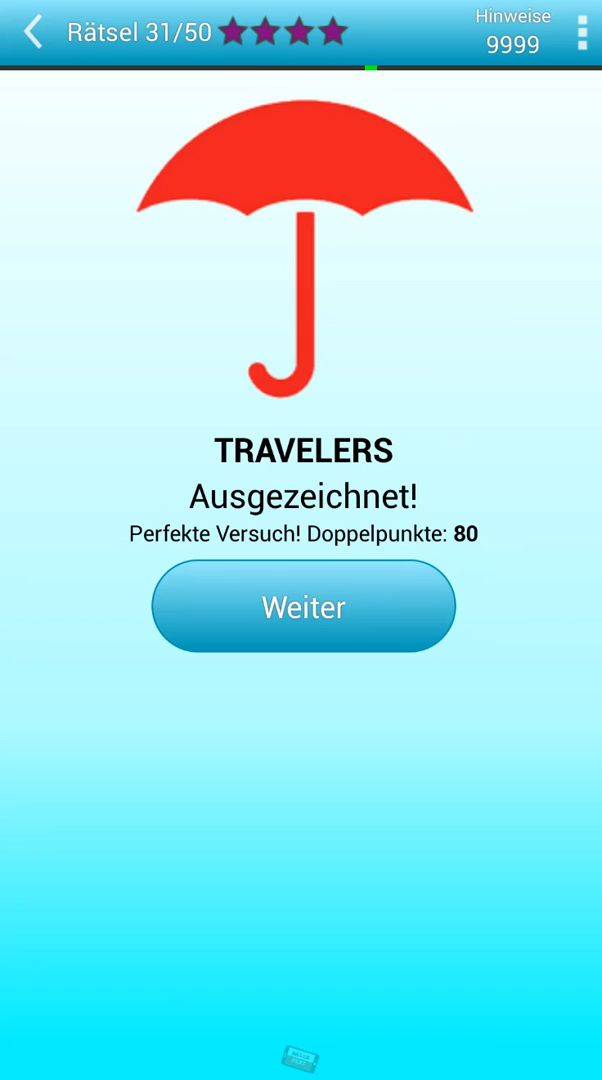 Rätsel 31/50
Hinweise
9999
TRAVELERS
Ausgezeichnet!
Perfekte Versuch! Doppelpunkte: 80
Weiter